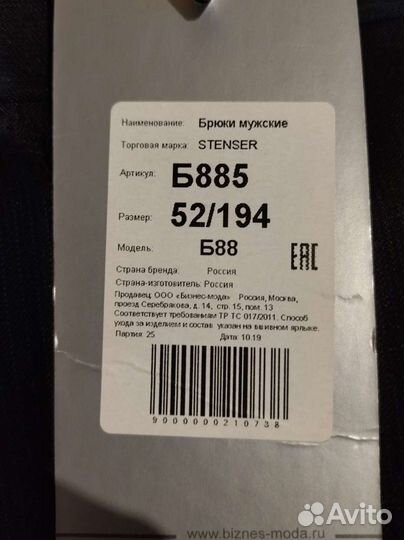 Наименование: Брюки мужские
Торговая марка: STENSER
Артикул: Б885
Размер: 52/194
Модель: Б88
EAC
Страна бренда Россия
Страна-изготовитель: Россия
Продавец: ООО «Бизнес-мода» Россия, Москва,
проезд Серебракова, д. 14, стр. 15, пом. 13
Соответствует требованиям ТР ТС 017/2011. Способ
ухода за изделием и состав указан на вшивном ярлыке.
Партия: 25 Дата: 10.19
9000000210738
www.biznes-moda.ru
Avito